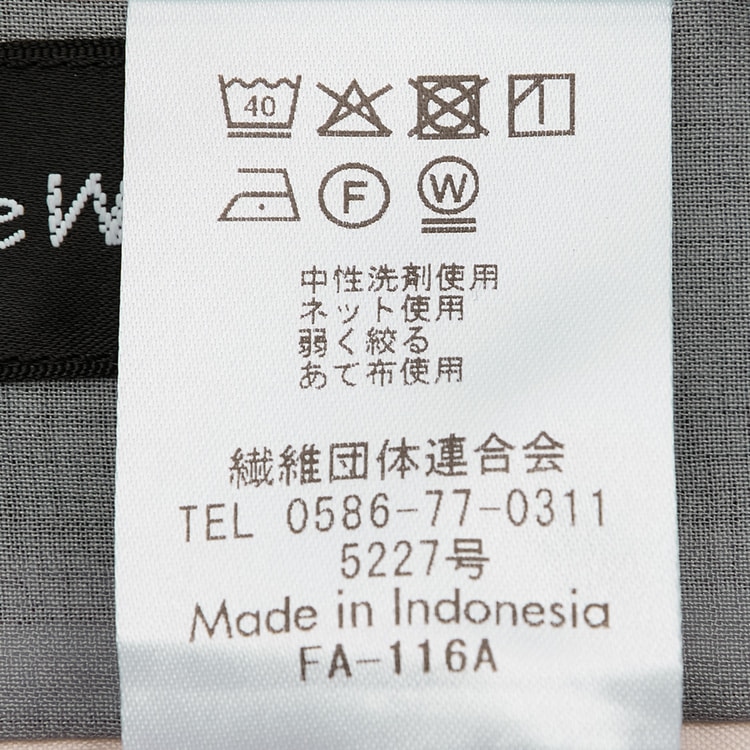 40
F W
eW
中性洗剤使用
ネット使用
弱く絞る
あて布使用
繊維団体連合会
TEL 0586-77-0311
5227号
Made in Indonesia
FA-116A